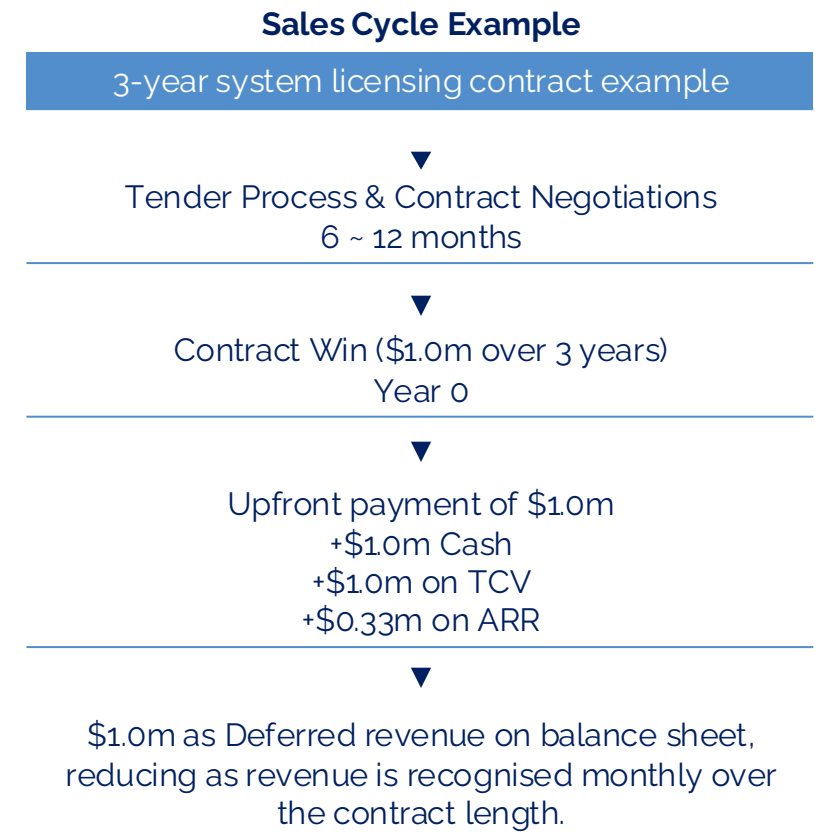 Sales Cycle Example
3-year system licensing contract example
Tender Process & Contract Negotiations
6 ~ 12 months
Contract Win ($1.0m over 3 years)
Year 0
Upfront payment of $1.0m
+$1.0m Cash
+$1.0m on TCV
+$0.33m on ARR
$1.0m as Deferred revenue on balance sheet,
reducing as revenue is recognised monthly over
the contract length.